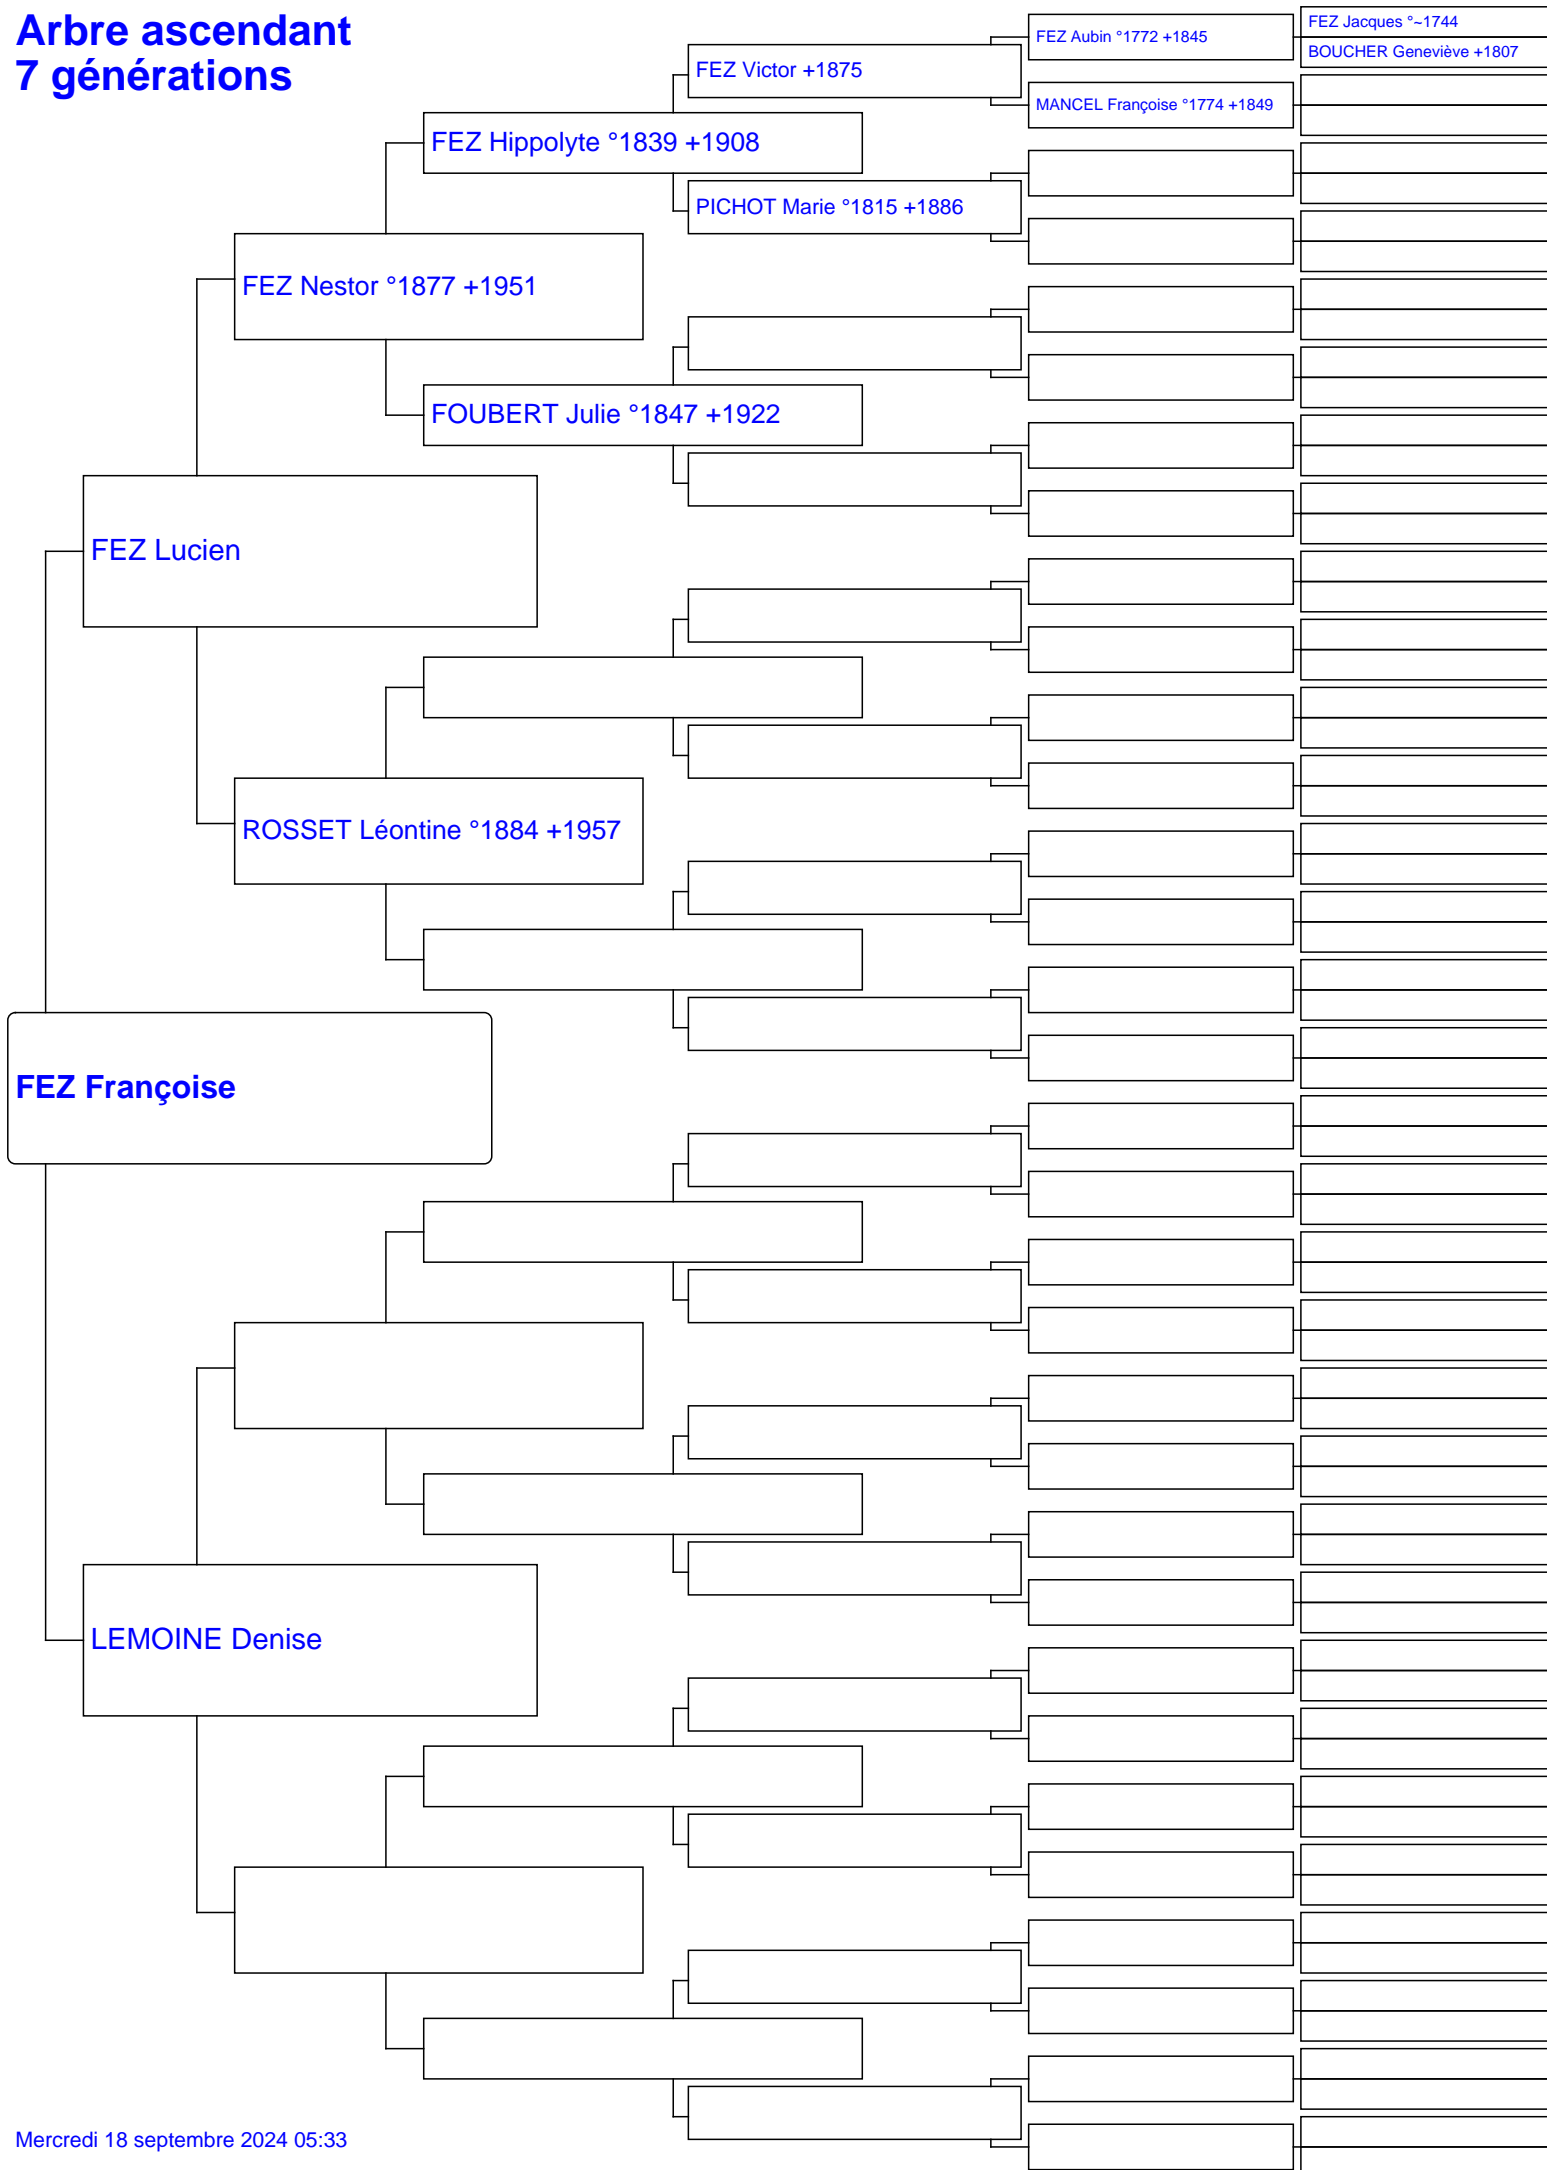 Arbre ascendant
7 générations
FEZ Jacques °~1744
FEZ Aubin °1772 +1845
BOUCHER Geneviève +1807
FEZ Victor +1875
MANCEL Françoise °1774 +1849
FEZ Hippolyte °1839 +1908
PICHOT Marie °1815 +1886
FEZ Nestor °1877 +1951
FOUBERT Julie °1847 +1922
FEZ Lucien
ROSSET Léontine °1884 +1957
FEZ Françoise
LEMOINE Denise
Mercredi 18 septembre 2024 05:33